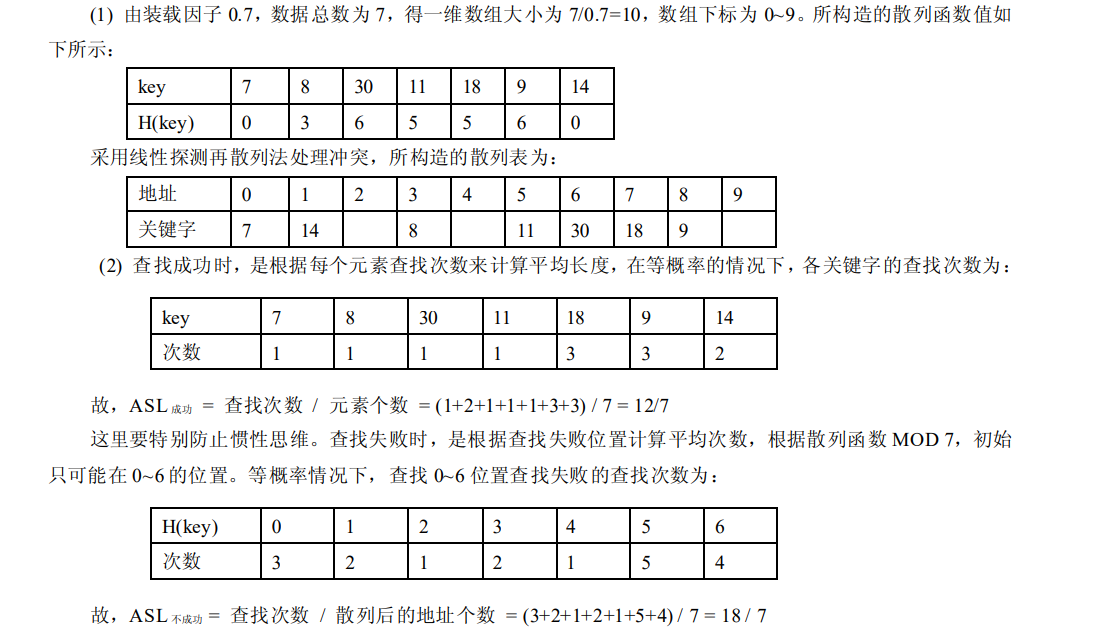 (1) 由装载因子 0.7，数据总数为 7，得一维数组大小为 7/0.7=10，数组下标为 0~9。所构造的散列函数值如
下所示：
key 7 8 30 11 18 9 14
H(key) 0 3 6 5 5 6 0
采用线性探测再散列法处理冲突，所构造的散列表为：
地址 0 1 2 3 4 5 6 7 8 9
关键字 7 14 8 11 30 18 9
(2) 查找成功时，是根据每个元素查找次数来计算平均长度，在等概率的情况下，各关键字的查找次数为：
key 7 8 30 11 18 9 14
次数 1 1 1 1 3 3 2
故，ASL成功 = 查找次数 / 元素个数 = (1+2+1+1+1+3+3) / 7 = 12/7
这里要特别防止惯性思维。查找失败时，是根据查找失败位置计算平均次数，根据散列函数 MOD 7，初始
只可能在 0~6 的位置。等概率情况下，查找 0~6 位置查找失败的查找次数为：
H(key) 0 1 2 3 4 5 6
次数 3 2 1 2 1 5 4
故，ASL不成功 = 查找次数 / 散列后的地址个数 = (3+2+1+2+1+5+4) / 7 = 18 / 7